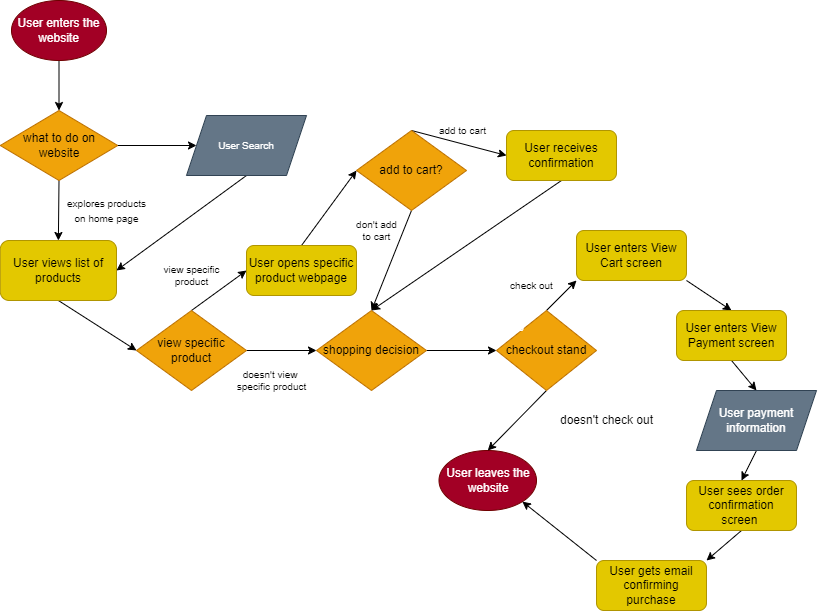 User enters the
website
what to do on
website
User Search
add to cart
add to cart?
User receives
confirmation
explores products
on home page
don't add
to cart
User views list of
products
view specific
product
User opens specific
product webpage
User enters View
Cart screen
check out
view specific
product
doesn't view
specific product
shopping decision
checkout stand
User enters View
Payment screen
doesn't check out
User payment
information
User leaves the
website
User sees order
confirmation
screen
User gets email
confirming
purchase